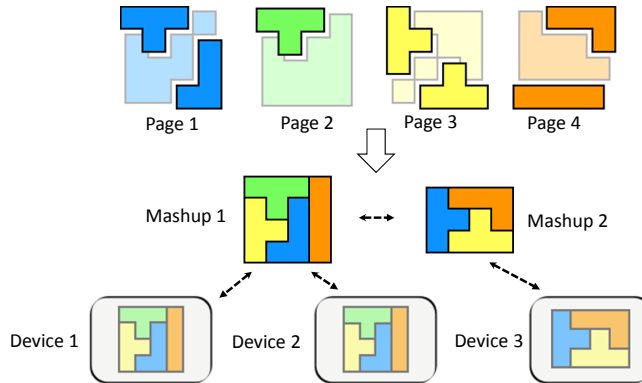 Page 1
Page 2
Page 3
Page 4
Mashup 1
Mashup 2
Device 1
Device 2
Device 3